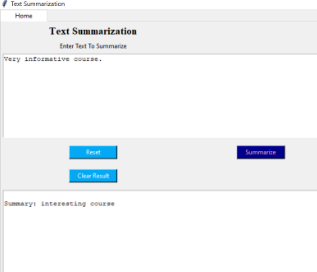 Text Summarization
Home
Text Summarization
Enter Text To Summarize
Very informative course.
Reset
Summarize
Clear Result
Summary: interesting course